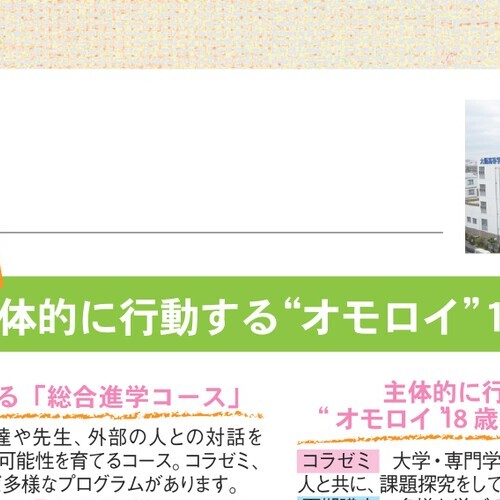 体的に行動する“オモロイ”1
る「総合進学コース」
達や先生、外部の人との対話を
可能性を育てるコース。コラゼミ、
多様なプログラムがあります。
主体的に行
“オモロイ”18歳
コラゼミ 大学・専門学
人と共に、課題探究をして